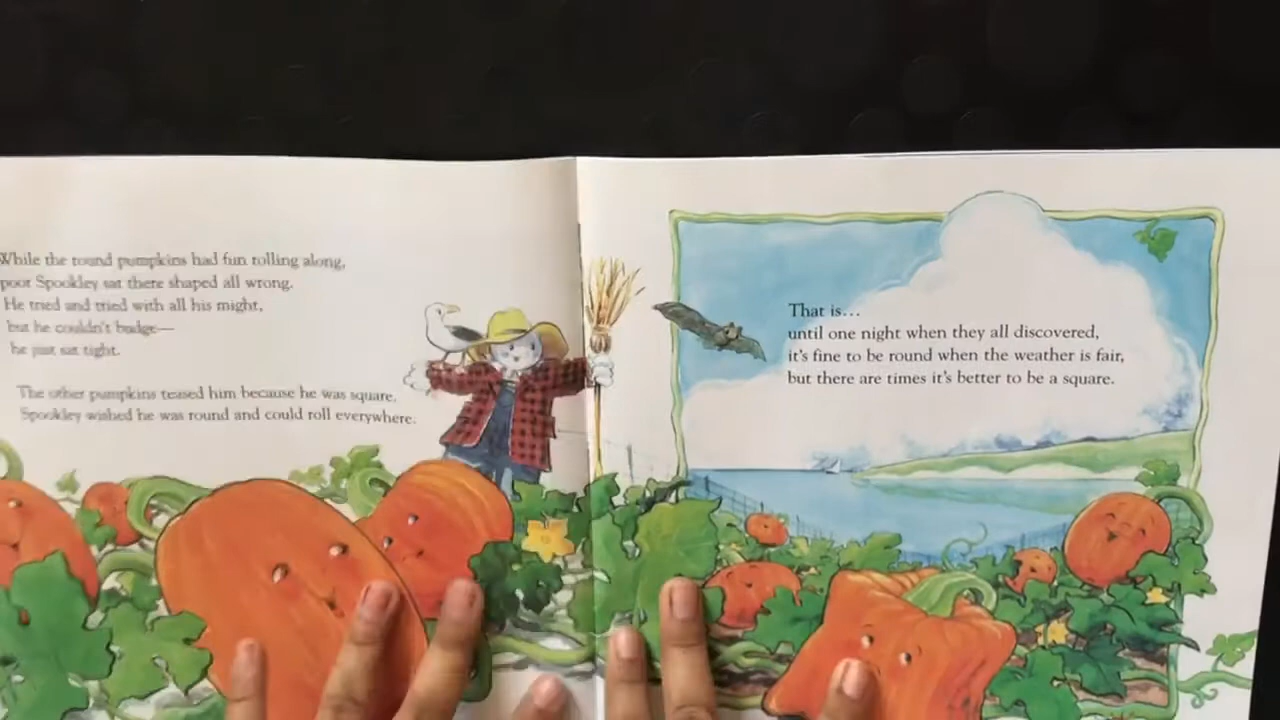 While the round pumpkins had fun rolling along,
poor Spookley sat there shaped all wrong.
He tried and tried with all his might,
but he couldn't budge—
he just sat tight.
The other pumpkins teased him because he was square.
Spookley wished he was round and could roll everywhere.
That is...
until one night when they all discovered,
it's fine to be round when the weather is fair,
but there are times it's better to be a square.